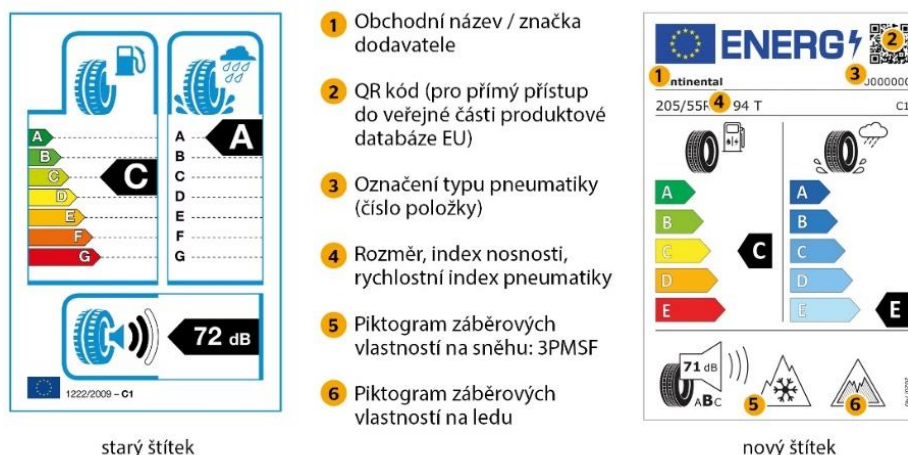 A
B
C
D
E
F
G
C
A
B
C
D
E
F
G
A
72 dB
1222/2009 – C1
starý štítek
1 Obchodní název / značka
dodavatele
2 QR kód (pro přímý přístup
do veřejné části produktové
databáze EU)
3 Označení typu pneumatiky
(číslo položky)
4 Rozměr, index nosnosti,
rychlostní index pneumatiky
5 Piktogram záběrových
vlastností na sněhu: 3PMSF
6 Piktogram záběrových
vlastností na ledu
ENERG
2
1 ntinental
3
205/55R 4 94 T
C1
A
B
C
D
E
C
A
B
C
D
E
E
71 dB
ABC
5
6
nový štítek